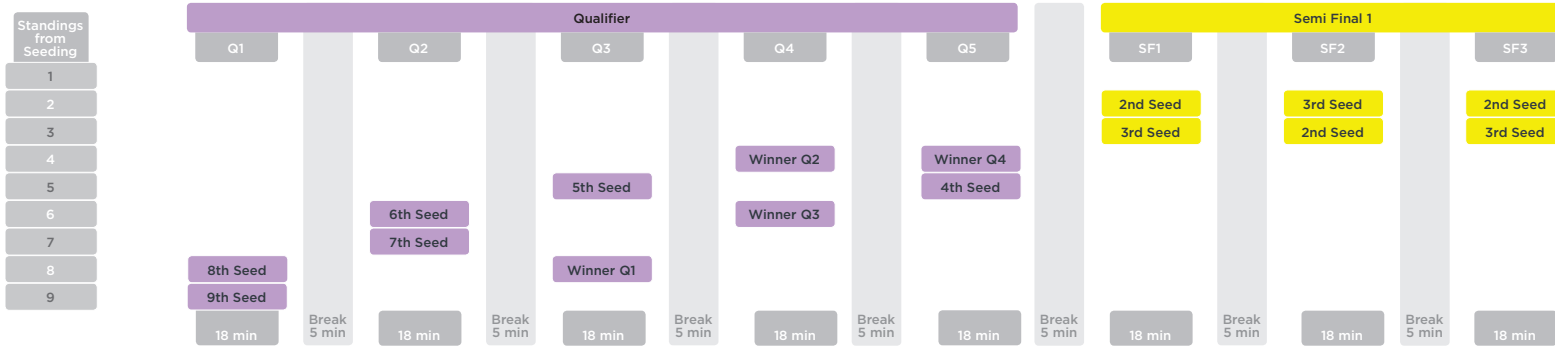 Standings
from
Seeding
Qualifier
Semi Final 1
Q1
Q2
Q3
Q4
Q5
SF1
SF2
SF3
1
2
2nd Seed
3rd Seed
2nd Seed
3
3rd Seed
2nd Seed
3rd Seed
4
Winner Q2
Winner Q4
5
5th Seed
4th Seed
6
6th Seed
Winner Q3
7
7th Seed
8
8th Seed
Winner Q1
9
9th Seed
18 min
Break
5 min
18 min
Break
5 min
18 min
Break
5 min
18 min
Break
5 min
18 min
Break
5 min
18 min
Break
5 min
18 min
Break
5 min
18 min